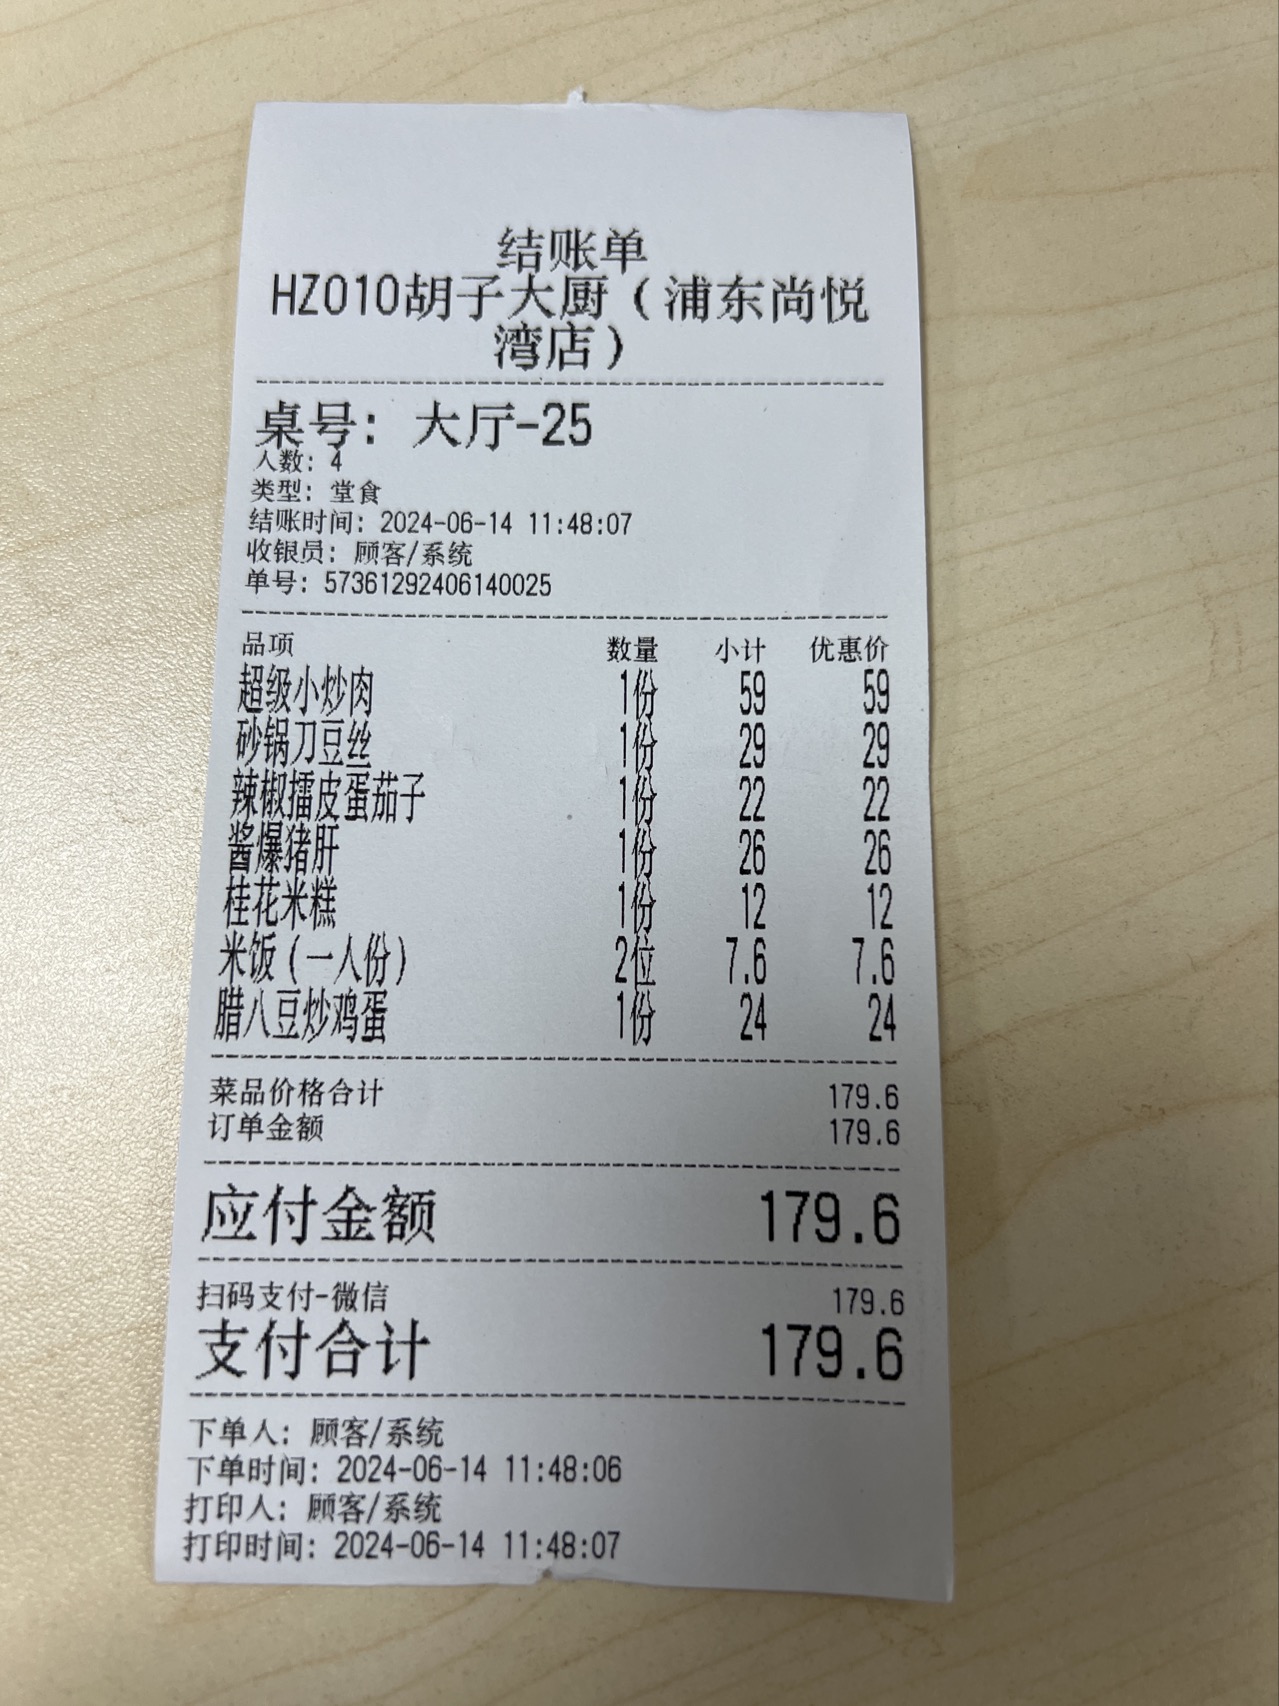 结账单
HZ010胡子大厨（浦东尚悦
湾店）
桌号: 大厅-25
人数: 4
类型: 堂食
结账时间: 2024-06-14 11:48:07
收银员: 顾客/系统
单号: 573612924061400​25
品项 数量 小计 优惠价
超级小炒肉 1份 59 59
砂锅刀豆丝 1份 29 29
辣椒擂皮蛋茄子 1份 22 22
酱爆猪肝 1份 26 26
桂花米糕 1份 12 12
米饭(一人份) 2位 7.6 7.6
腊八豆炒鸡蛋 1份 24 24
菜品价格合计 179.6
订单金额 179.6
应付金额 179.6
扫码支付-微信 179.6
支付合计 179.6
下单人: 顾客/系统
下单时间: 2024-06-14 11:48:06
打印人: 顾客/系统
打印时间: 2024-06-14 11:48:07